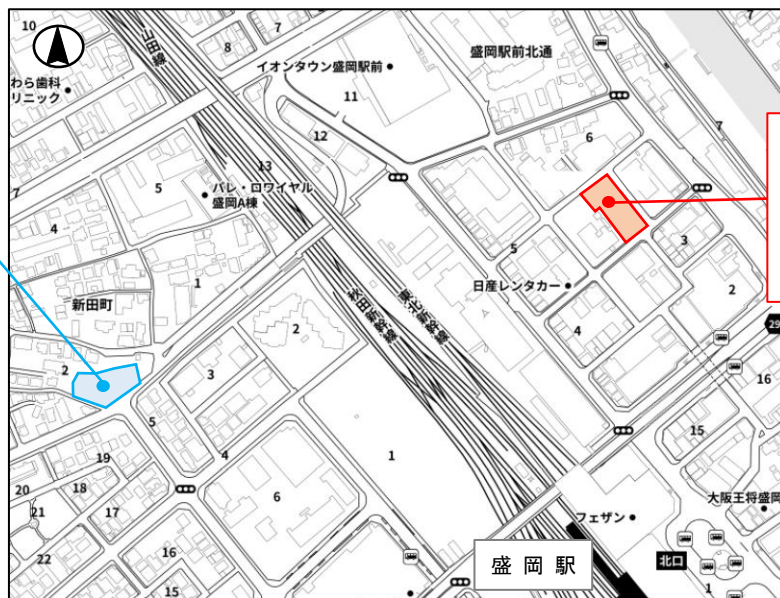 10
8
7
山田線
イオンタウン盛岡駅前
盛岡駅前北通
7
わら歯科
リニック
11
12
6
7
13
5
パレ・ロワイヤル
盛岡A棟
7
4
5
3
1
日産レンタカー
新田町
秋田新幹線
東北新幹線
2
2
4
29
2
3
16
5
4
15
19
1
20
18
6
大阪王将盛岡
21
17
フェザン
22
16
盛岡駅
北口
15
1